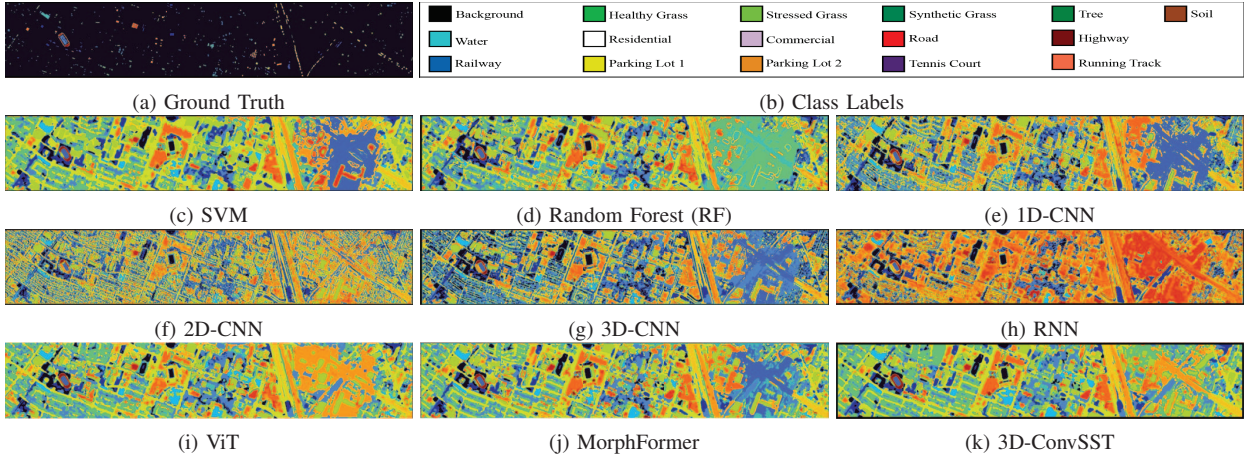 Background Healthy Grass Stressed Grass Synthetic Grass Tree Soil
Water Residential Commercial Road Highway
Railway Parking Lot 1 Parking Lot 2 Tennis Court Running Track
(a) Ground Truth (b) Class Labels
(c) SVM (d) Random Forest (RF) (e) 1D-CNN
(f) 2D-CNN (g) 3D-CNN (h) RNN
(i) ViT (j) MorphFormer (k) 3D-ConvSST